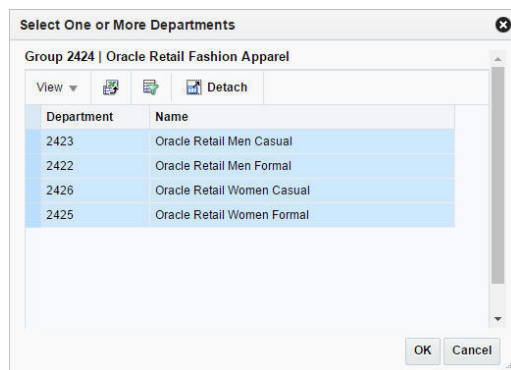 Select One or More Departments
Group 2424 | Oracle Retail Fashion Apparel
View Detach
Department Name
2423 Oracle Retail Men Casual
2422 Oracle Retail Men Formal
2426 Oracle Retail Women Casual
2425 Oracle Retail Women Formal
OK Cancel